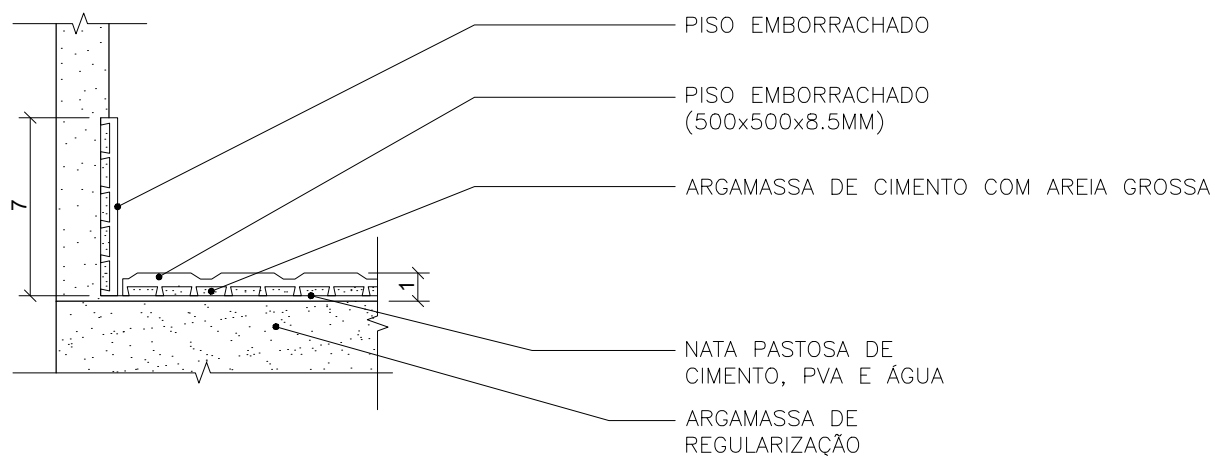 PISO EMBORRACHADO
PISO EMBORRACHADO
(500x500x8.5MM)
ARGAMASSA DE CIMENTO COM AREIA GROSSA
7
1
NATA PASTOSA DE
CIMENTO, PVA E ÁGUA
ARGAMASSA DE
REGULARIZAÇÃO